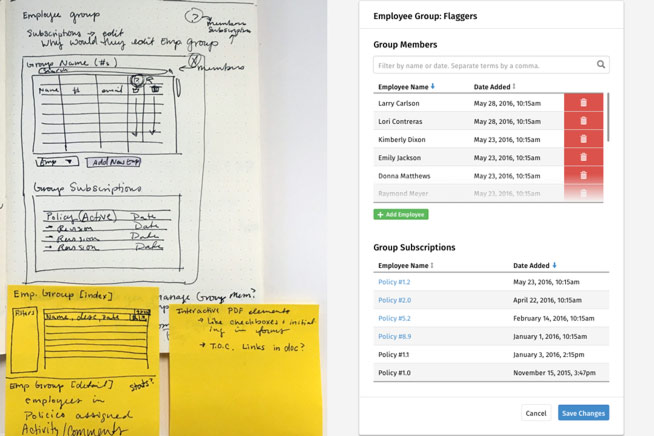 Employee group
?
members
Subscription
Subscriptions → edit
Why would they edit Emp Group
Group Name (#s)
members
Search
Name # email
Emp ▼ Add New Emp
Group Subscriptions
Policy (Active) Date
→ Revision Date
→ Revision Date
→ Revision Date
Emp. Group [index]
Filters
Name, desc, date
Emp Group [detail] stats?
employees in
Policies assigned
Activity/Comments
manage Group Mem?
Interactive PDF elements
→ Like checkboxes + initial
ing in forms
→ T.O.C. Links in doc?
Employee Group: Flaggers
Group Members
Filter by name or date. Separate terms by a comma.
Employee Name Date Added
Larry Carlson May 28, 2016, 10:15am
Lori Contreras May 28, 2016, 10:15am
Kimberly Dixon May 23, 2016, 10:15am
Emily Jackson May 23, 2016, 10:15am
Donna Matthews May 23, 2016, 10:15am
Raymond Meyer May 23, 2016, 10:15am
+ Add Employee
Group Subscriptions
Employee Name Date Added
Policy #1.2 May 23, 2016, 10:15am
Policy #2.0 April 22, 2016, 10:15am
Policy #5.2 February 14, 2016, 10:15am
Policy #8.9 January 1, 2016, 10:15am
Policy #1.1 January 3, 2016, 2:15pm
Policy #1.0 November 15, 2015, 3:47pm
Cancel Save Changes